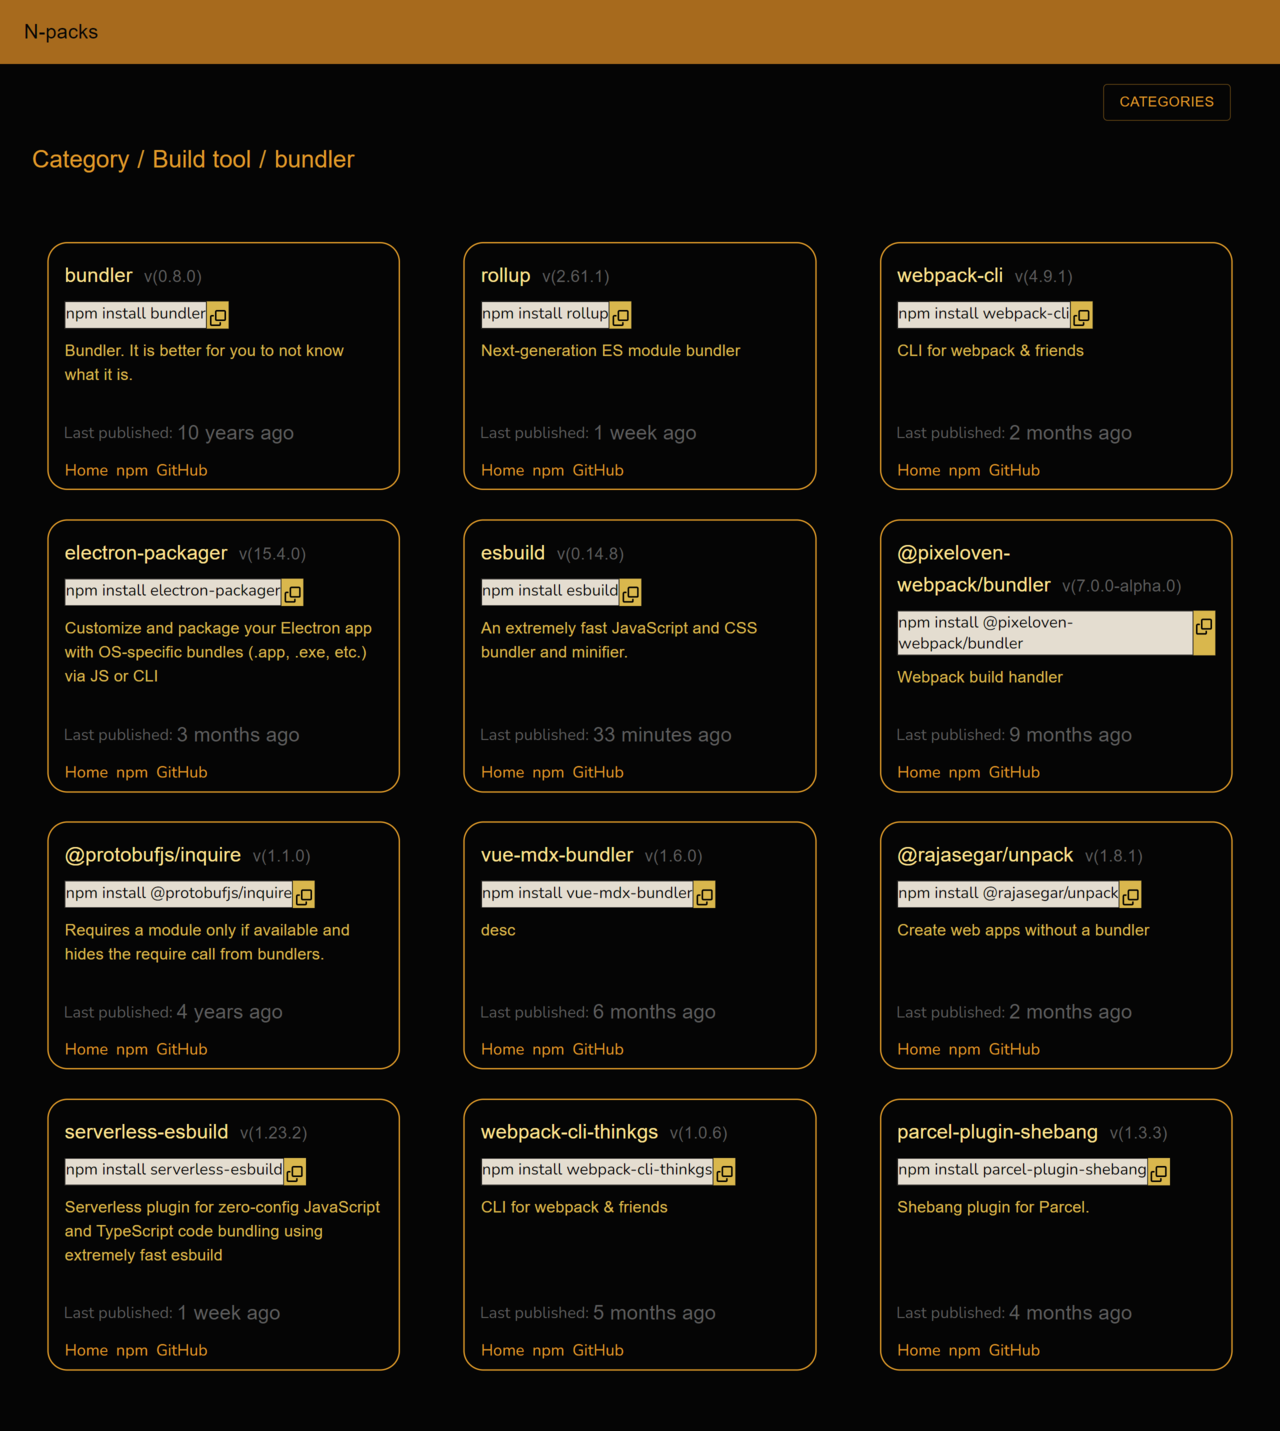 N-packs
CATEGORIES
Category / Build tool / bundler
bundler v(0.8.0)
npm install bundler
Bundler. It is better for you to not know
what it is.
Last published: 10 years ago
Home npm GitHub
rollup v(2.61.1)
npm install rollup
Next-generation ES module bundler
Last published: 1 week ago
Home npm GitHub
webpack-cli v(4.9.1)
npm install webpack-cli
CLI for webpack & friends
Last published: 2 months ago
Home npm GitHub
electron-packager v(15.4.0)
npm install electron-packager
Customize and package your Electron app
with OS-specific bundles (.app, .exe, etc.)
via JS or CLI
Last published: 3 months ago
Home npm GitHub
esbuild v(0.14.8)
npm install esbuild
An extremely fast JavaScript and CSS
bundler and minifier.
Last published: 33 minutes ago
Home npm GitHub
@pixeloven-
webpack/bundler v(7.0.0-alpha.0)
npm install @pixeloven-
webpack/bundler
Webpack build handler
Last published: 9 months ago
Home npm GitHub
@protobufjs/inquire v(1.1.0)
npm install @protobufjs/inquire
Requires a module only if available and
hides the require call from bundlers.
Last published: 4 years ago
Home npm GitHub
vue-mdx-bundler v(1.6.0)
npm install vue-mdx-bundler
desc
Last published: 6 months ago
Home npm GitHub
@rajasegar/unpack v(1.8.1)
npm install @rajasegar/unpack
Create web apps without a bundler
Last published: 2 months ago
Home npm GitHub
serverless-esbuild v(1.23.2)
npm install serverless-esbuild
Serverless plugin for zero-config JavaScript
and TypeScript code bundling using
extremely fast esbuild
Last published: 1 week ago
Home npm GitHub
webpack-cli-thinkgs v(1.0.6)
npm install webpack-cli-thinkgs
CLI for webpack & friends
Last published: 5 months ago
Home npm GitHub
parcel-plugin-shebang v(1.3.3)
npm install parcel-plugin-shebang
Shebang plugin for Parcel.
Last published: 4 months ago
Home npm GitHub